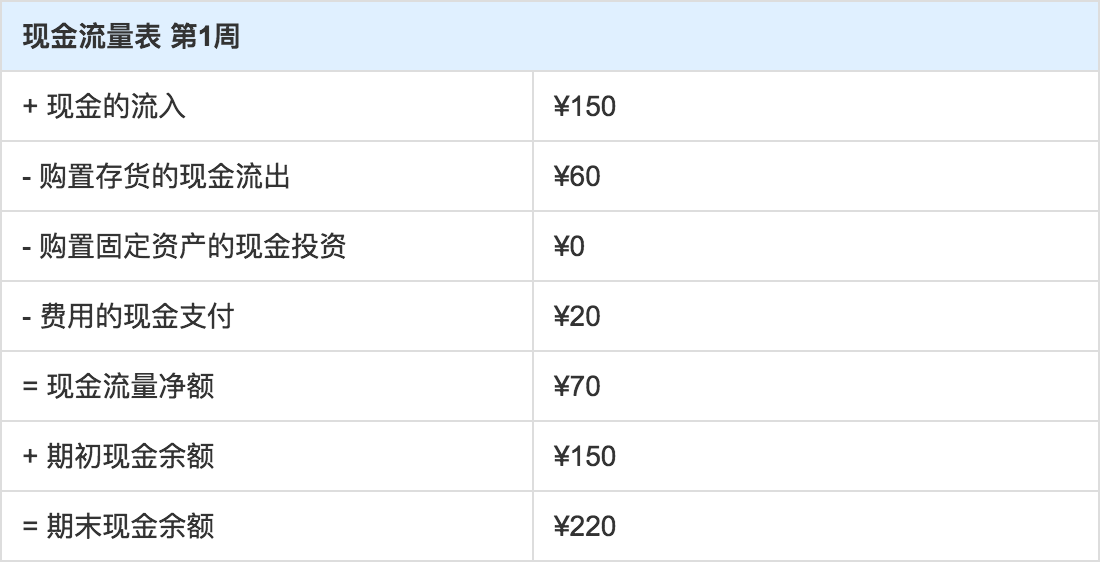 现金流量表 第1周
+ 现金的流入 ¥150
- 购置存货的现金流出 ¥60
- 购置固定资产的现金投资 ¥0
- 费用的现金支付 ¥20
= 现金流量净额 ¥70
+ 期初现金余额 ¥150
= 期末现金余额 ¥220